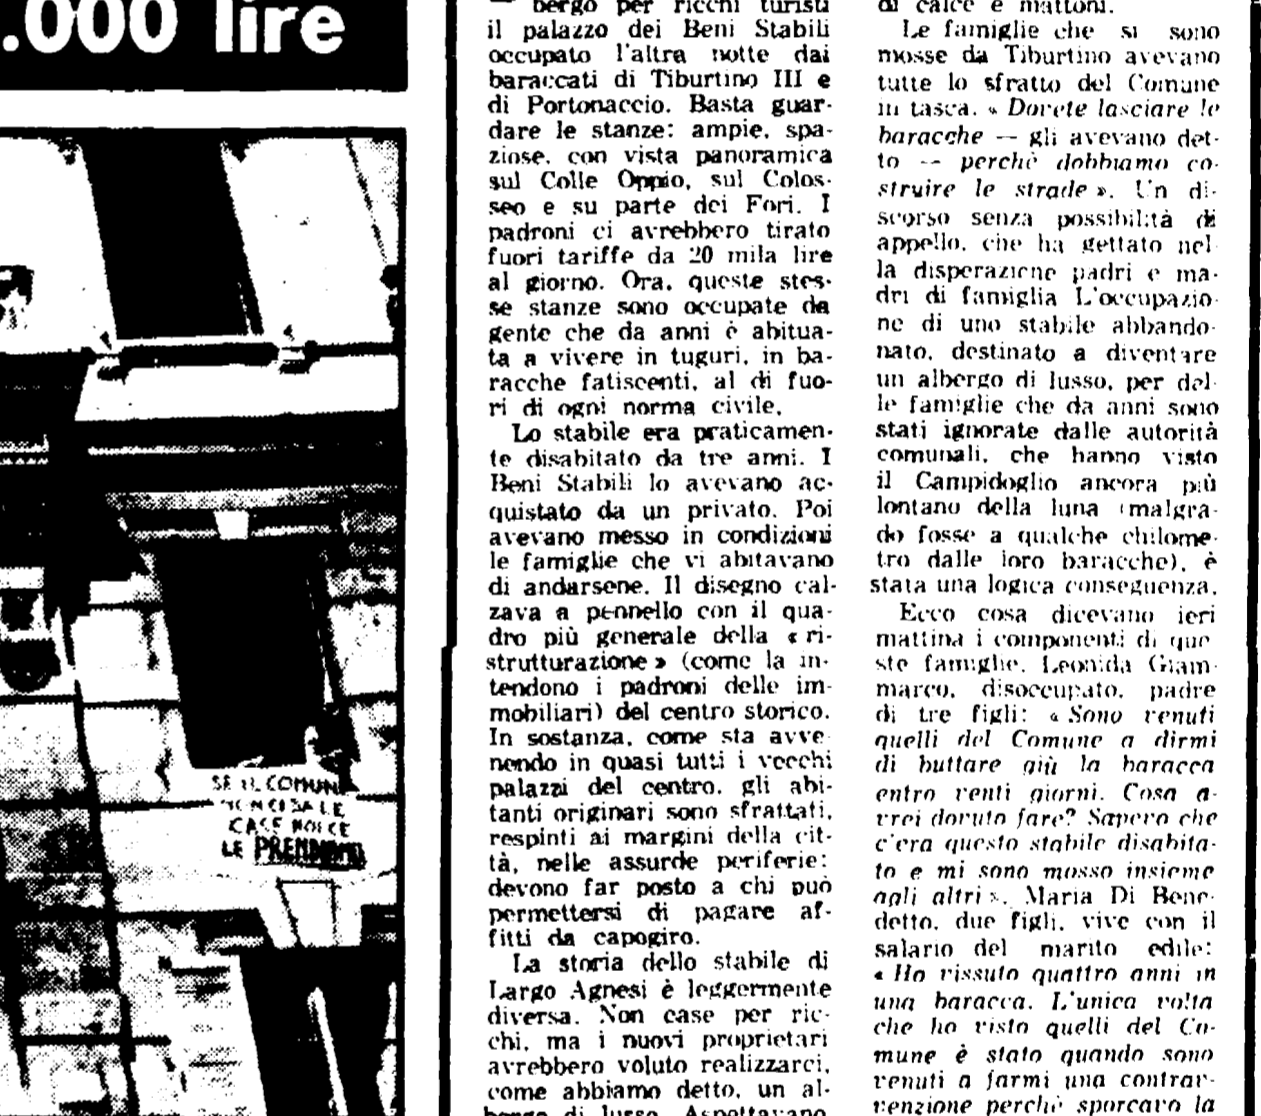 .000 lire
SE IL COMUNE
NON CI DA LE
CASE NOI CE
LE PRENDIAMO
bergo per ricchi turisti
il palazzo dei Beni Stabili
occupato l'altra notte dai
baraccati di Tiburtino III e
di Portonaccio. Basta guar-
dare le stanze: ampie, spa-
ziose, con vista panoramica
sul Colle Oppio, sul Colos-
seo e su parte dei Fori. I
padroni ci avrebbero tirato
fuori tariffe da 20 mila lire
al giorno. Ora, queste stes-
se stanze sono occupate da
gente che da anni è abitua-
ta a vivere in tuguri, in ba-
racche fatiscenti, al di fuo-
ri di ogni norma civile.
Lo stabile era praticamen-
te disabitato da tre anni. I
Beni Stabili lo avevano ac-
quistato da un privato. Poi
avevano messo in condizioni
le famiglie che vi abitavano
di andarsene. Il disegno cal-
zava a pennello con il qua-
dro più generale della « ri-
strutturazione » (come la in-
tendono i padroni delle im-
mobiliari) del centro storico.
In sostanza, come sta avve-
nendo in quasi tutti i vecchi
palazzi del centro, gli abi-
tanti originari sono sfrattati,
respinti ai margini della cit-
tà, nelle assurde periferie:
devono far posto a chi può
permettersi di pagare af-
fitti da capogiro.
La storia dello stabile di
Largo Agnesi è leggermente
diversa. Non case per ric-
chi, ma i nuovi proprietari
avrebbero voluto realizzarci,
come abbiamo detto, un al-
bergo di lusso. Aspettavano
di calce e mattoni.
Le famiglie che si sono
mosse da Tiburtino avevano
tutte lo sfratto del Comune
in tasca. « Dovete lasciare le
baracche — gli avevano det-
to — perchè dobbiamo co-
struire le strade ». Un di-
scorso senza possibilità di
appello, che ha gettato nel-
la disperazione padri e ma-
dri di famiglia L'occupazio-
ne di uno stabile abbando-
nato, destinato a diventare
un albergo di lusso, per del-
le famiglie che da anni sono
stati ignorate dalle autorità
comunali, che hanno visto
il Campidoglio ancora più
lontano della luna (malgra-
do fosse a qualche chilome-
tro dalle loro baracche), è
stata una logica conseguenza.
Ecco cosa dicevano ieri
mattina i componenti di que-
ste famiglie. Leonida Giam-
marco, disoccupato, padre
di tre figli: « Sono venuti
quelli del Comune a dirmi
di buttare giù la baracca
entro venti giorni. Cosa a-
vrei dovuto fare? Sapevo che
c'era questo stabile disabita-
to e mi sono mosso insieme
agli altri ». Maria Di Bene-
detto, due figli, vive con il
salario del marito edile:
« Ho vissuto quattro anni in
una baracca. L'unica volta
che ho visto quelli del Co-
mune è stato quando sono
venuti a farmi una contrav-
venzione perchè sporcavo la